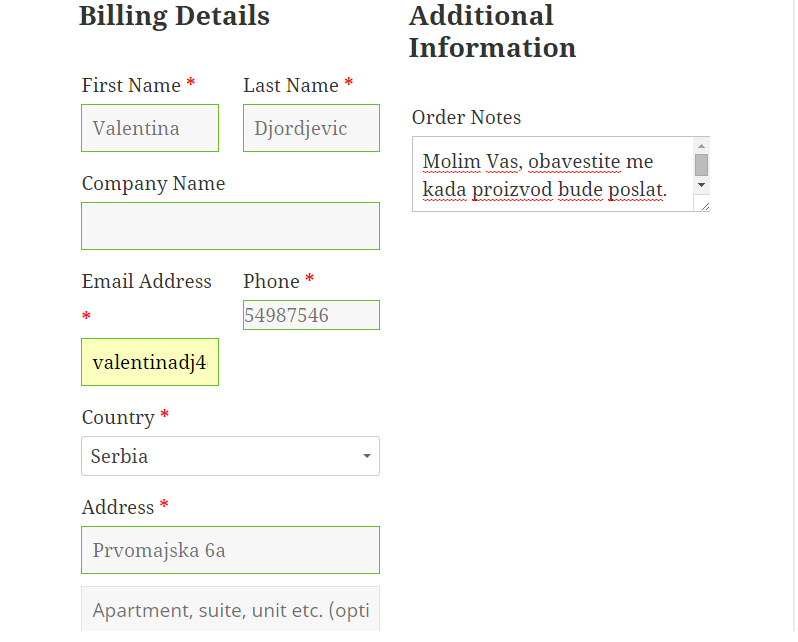 Billing Details
First Name *
Last Name *
Valentina
Djordjevic
Company Name
Email Address
*
Phone *
54987546
valentinadj4
Country *
Serbia
Address *
Prvomajska 6a
Apartment, suite, unit etc. (opti
Additional
Information
Order Notes
Molim Vas, obavestite me
kada proizvod bude poslat.